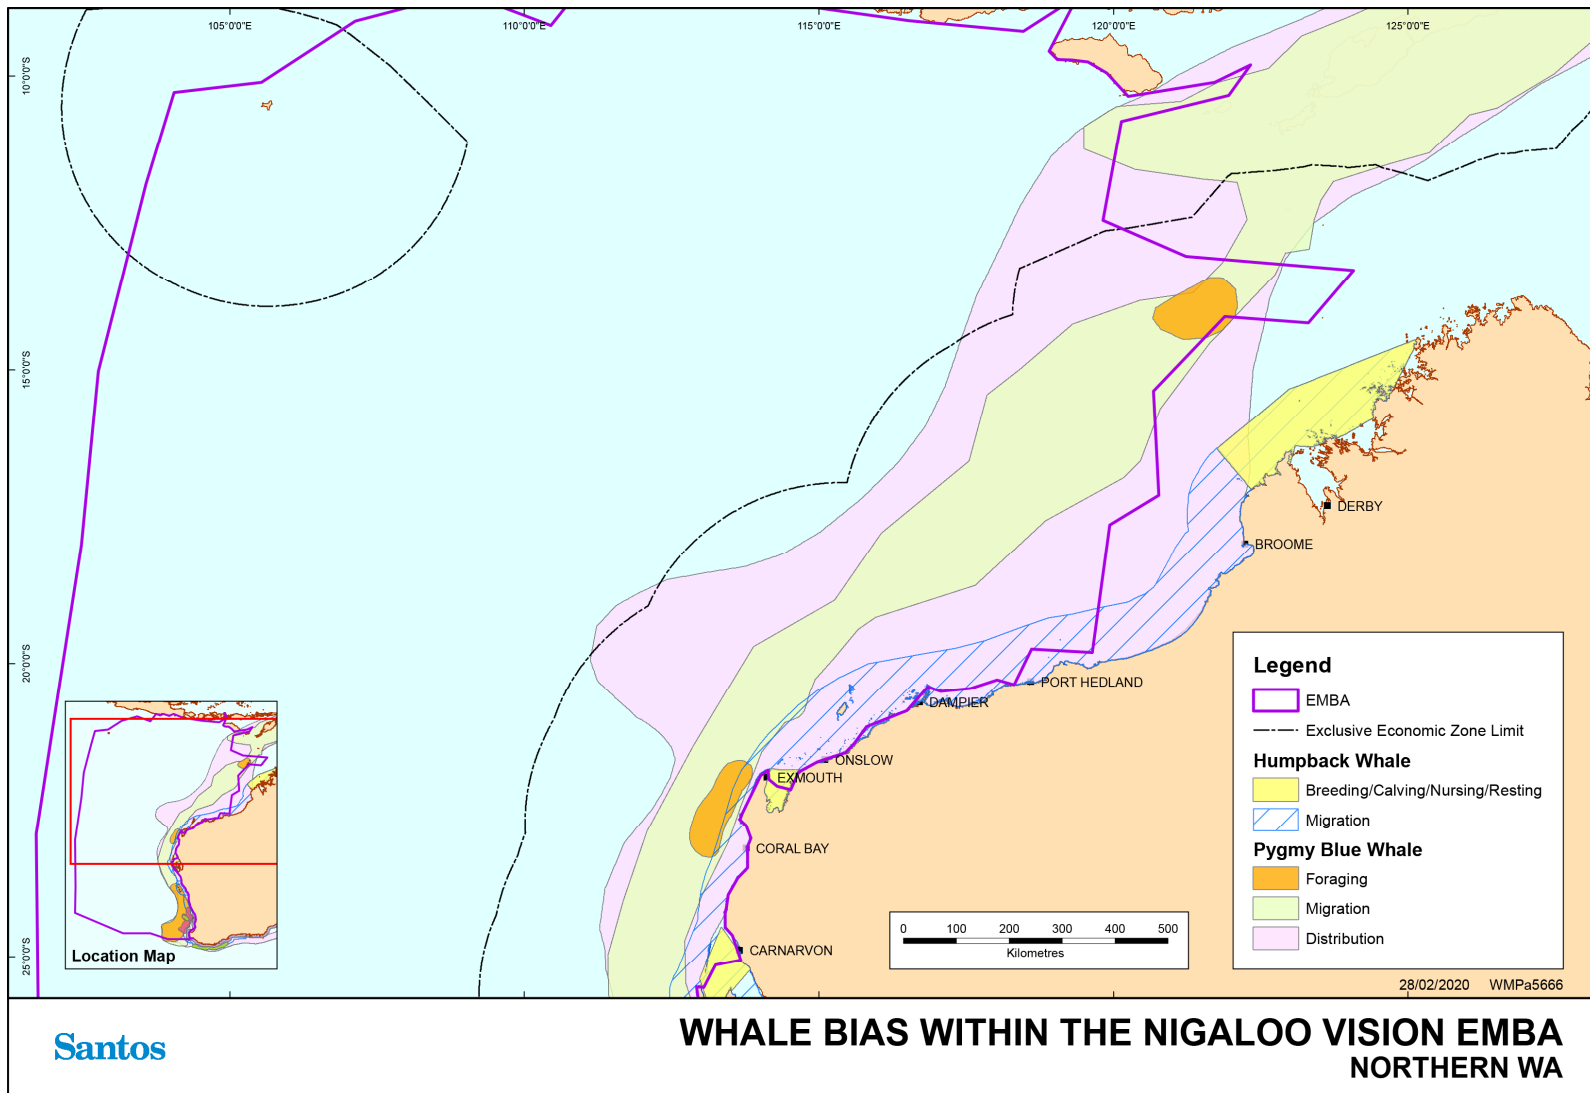 105°0'0"E
110°0'0"E
115°0'0"E
120°0'0"E
125°0'0"E
10°0'0"S
15°0'0"S
20°0'0"S
25°0'0"S
DERBY
BROOME
PORT HEDLAND
DAMPIER
ONSLOW
EXMOUTH
CORAL BAY
CARNARVON
Location Map
0 100 200 300 400 500
Kilometres
Legend
EMBA
Exclusive Economic Zone Limit
Humpback Whale
Breeding/Calving/Nursing/Resting
Migration
Pygmy Blue Whale
Foraging
Migration
Distribution
28/02/2020 WMPa5666
Santos
WHALE BIAS WITHIN THE NIGALOO VISION EMBA
NORTHERN WA